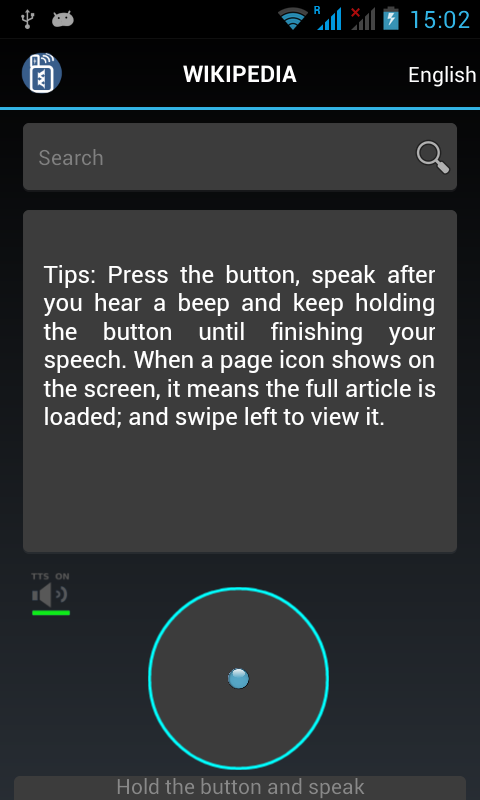 R
15:02
WIKIPEDIA
English
Search
Tips: Press the button, speak after
you hear a beep and keep holding
the button until finishing your
speech. When a page icon shows on
the screen, it means the full article is
loaded; and swipe left to view it.
TTS ON
Hold the button and speak